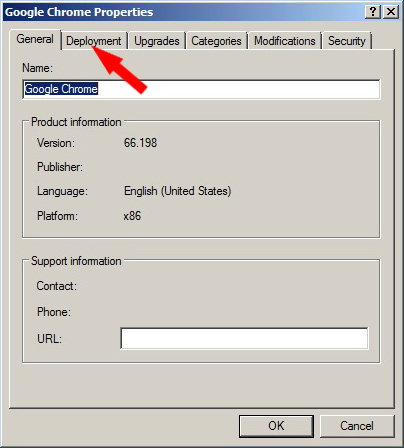 Google Chrome Properties
General Deployment Upgrades Categories Modifications Security
Name:
Google Chrome
Product information
Version: 66.198
Publisher:
Language: English (United States)
Platform: x86
Support information
Contact:
Phone:
URL:
OK Cancel